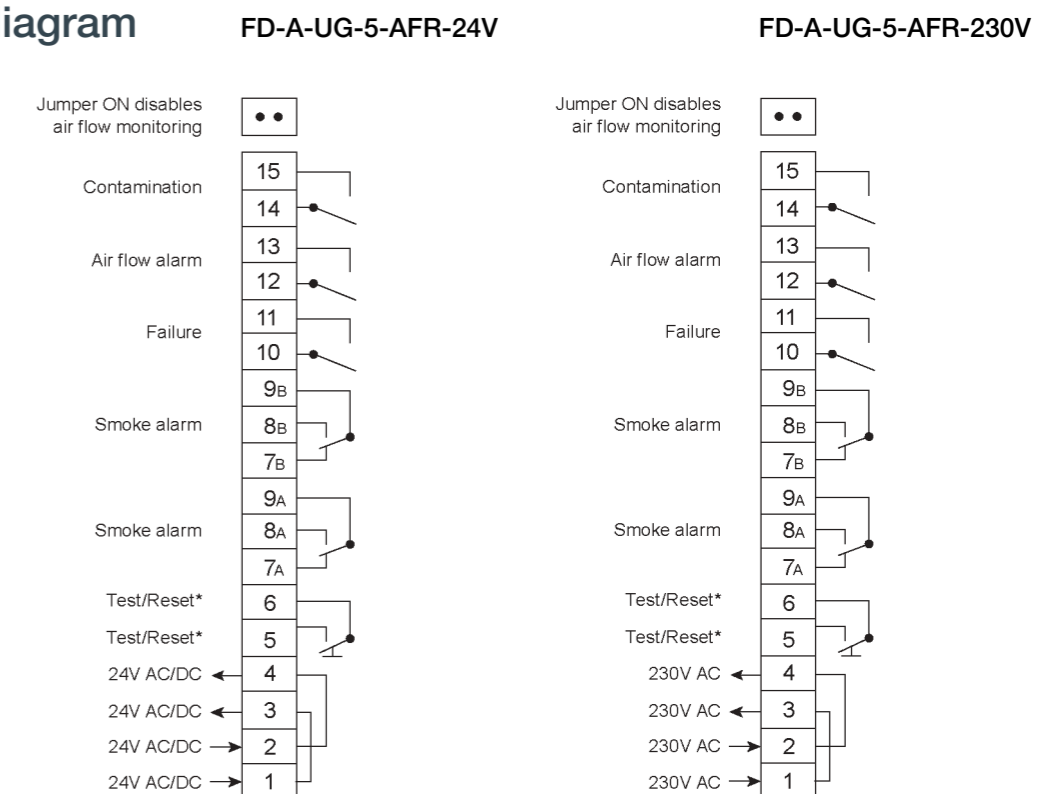 iagram
FD-A-UG-5-AFR-24V
Jumper ON disables
air flow monitoring
15
Contamination
14
13
Air flow alarm
12
11
Failure
10
9B
Smoke alarm
8B
7B
9A
Smoke alarm
8A
7A
Test/Reset*
6
Test/Reset*
5
24V AC/DC
4
24V AC/DC
3
24V AC/DC
2
24V AC/DC
1
FD-A-UG-5-AFR-230V
Jumper ON disables
air flow monitoring
15
Contamination
14
13
Air flow alarm
12
11
Failure
10
9B
Smoke alarm
8B
7B
9A
Smoke alarm
8A
7A
Test/Reset*
6
Test/Reset*
5
230V AC
4
230V AC
3
230V AC
2
230V AC
1